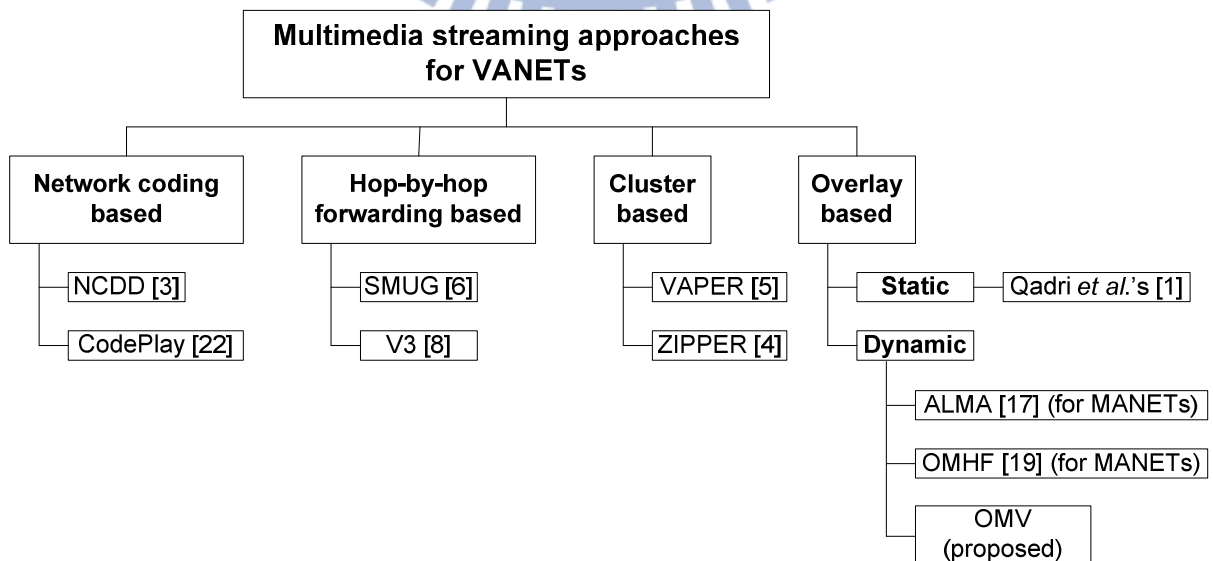 Multimedia streaming approaches
for VANETs
Network coding
based
Hop-by-hop
forwarding based
Cluster
based
Overlay
based
NCDD [3]
CodePlay [22]
SMUG [6]
V3 [8]
VAPER [5]
ZIPPER [4]
Static
Qadri et al.'s [1]
Dynamic
ALMA [17] (for MANETs)
OMHF [19] (for MANETs)
OMV
(proposed)